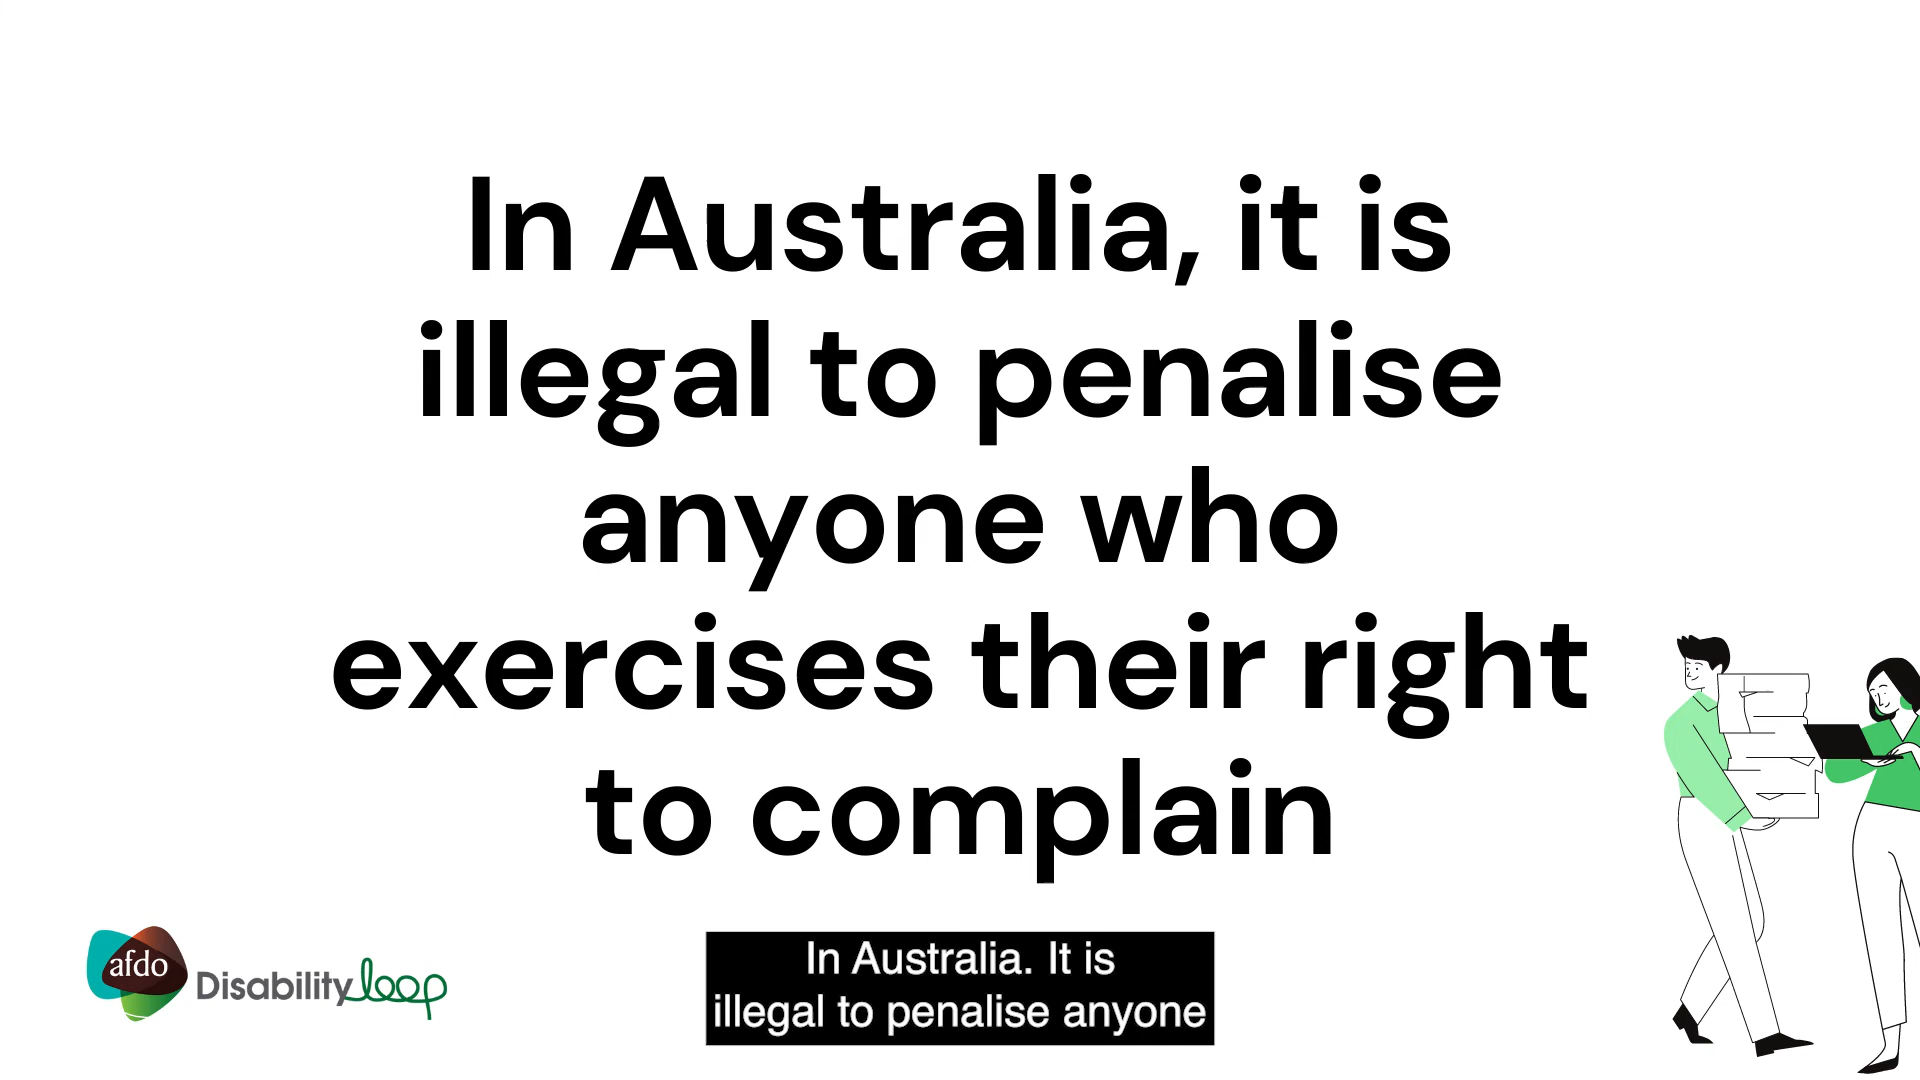 In Australia, it is
illegal to penalise
anyone who
exercises their right
to complain
afdo
Disability loop
In Australia. It is
illegal to penalise anyone